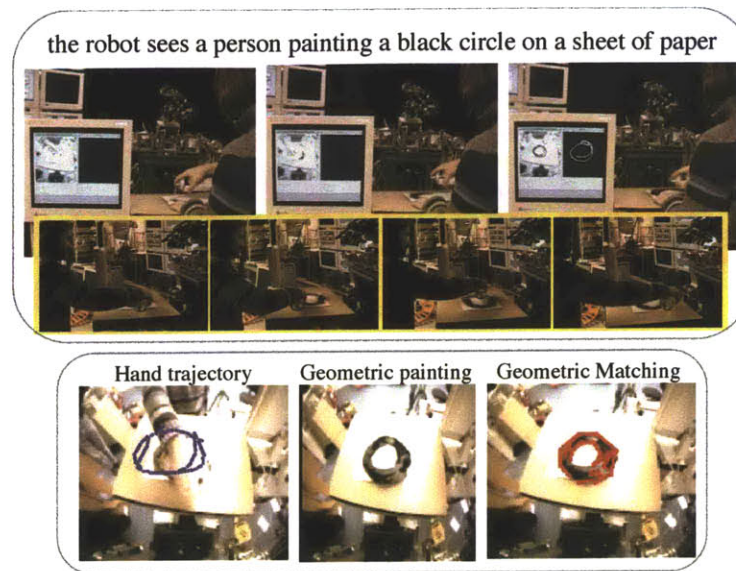 the robot sees a person painting a black circle on a sheet of paper
Hand trajectory
Geometric painting
Geometric Matching